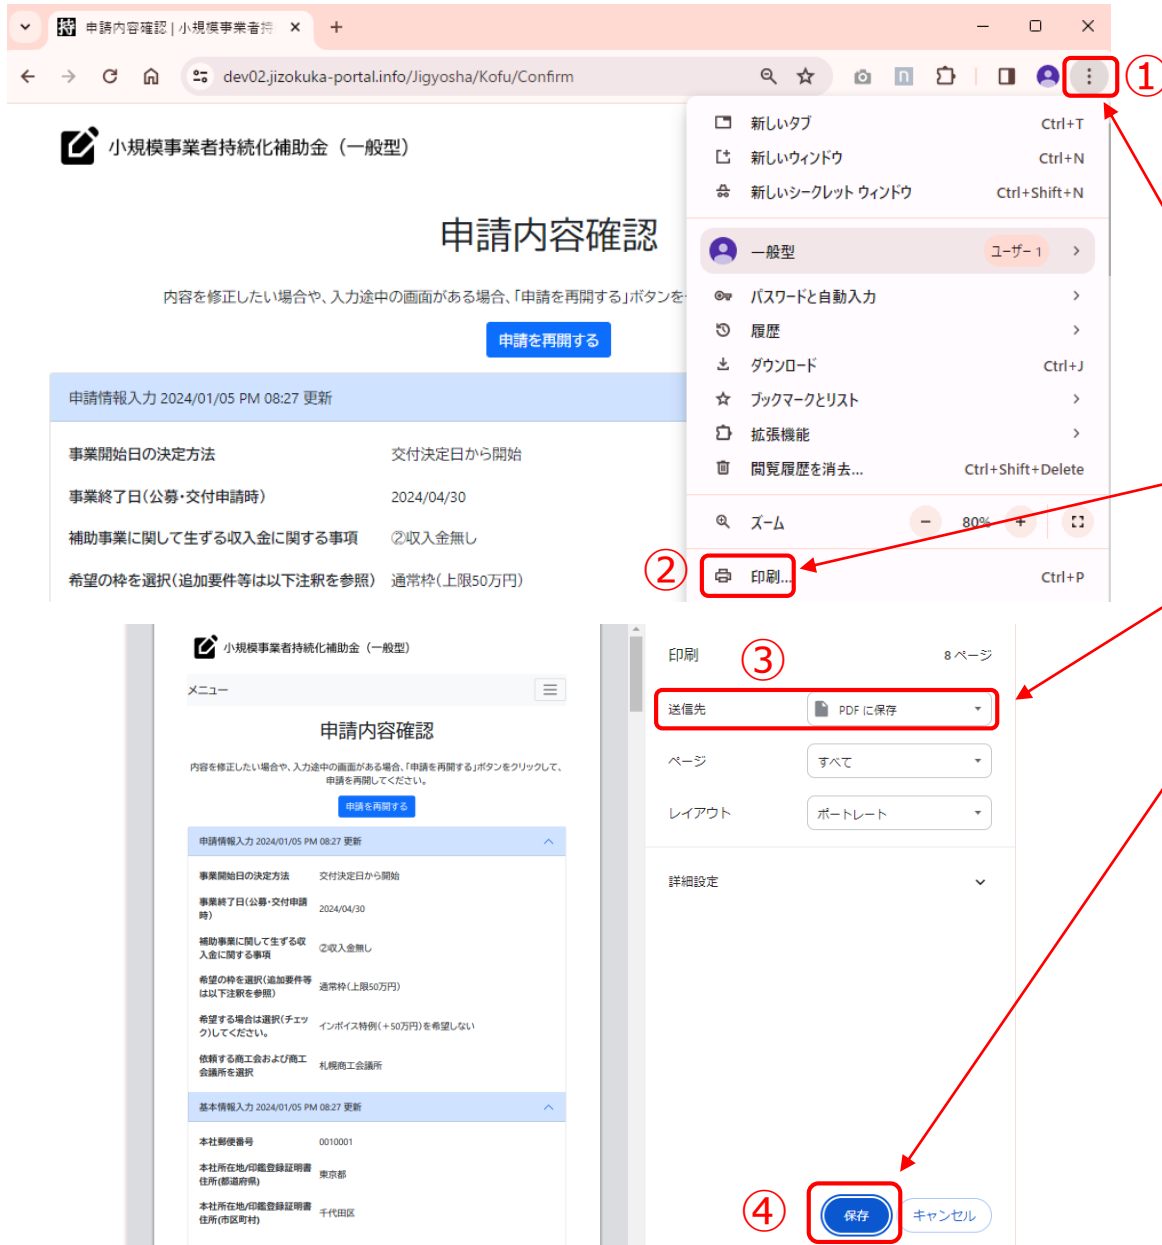 持 申請内容確認 | 小規模事業者持
dev02.jizokuka-portal.info/Jigyosha/Kofu/Confirm
①
小規模事業者持続化補助金（一般型）
申請内容確認
内容を修正したい場合や、入力途中の画面がある場合、「申請を再開する」ボタンを
申請を再開する
申請情報入力 2024/01/05 PM 08:27 更新
事業開始日の決定方法 交付決定日から開始
事業終了日(公募・交付申請時) 2024/04/30
補助事業に関して生ずる収入金に関する事項 ②収入金無し
希望の枠を選択(追加要件等は以下注釈を参照) 通常枠(上限50万円)
新しいタブ Ctrl+T
新しいウィンドウ Ctrl+N
新しいシークレット ウィンドウ Ctrl+Shift+N
一般型 ユーザー 1
パスワードと自動入力
履歴
ダウンロード Ctrl+J
ブックマークとリスト
拡張機能
閲覧履歴を消去... Ctrl+Shift+Delete
ズーム − 80% +
② 印刷... Ctrl+P
小規模事業者持続化補助金（一般型）
メニュー
申請内容確認
内容を修正したい場合や、入力途中の画面がある場合、「申請を再開する」ボタンをクリックして、
申請を再開してください。
申請を再開する
申請情報入力 2024/01/05 PM 08:27 更新
事業開始日の決定方法 交付決定日から開始
事業終了日(公募・交付申請
時) 2024/04/30
補助事業に関して生ずる収
入金に関する事項 ②収入金無し
希望の枠を選択(追加要件等
は以下注釈を参照) 通常枠(上限50万円)
希望する場合は選択(チェッ
ク)してください。 インボイス特例(＋50万円)を希望しない
依頼する商工会および商工
会議所を選択 札幌商工会議所
基本情報入力 2024/01/05 PM 08:27 更新
本社郵便番号 0010001
本社所在地/印鑑登録証明書
住所(都道府県) 東京都
本社所在地/印鑑登録証明書
住所(市区町村) 千代田区
印刷 ③ 8 ページ
送信先 PDF に保存
ページ すべて
レイアウト ポートレート
詳細設定
④ 保存 キャンセル